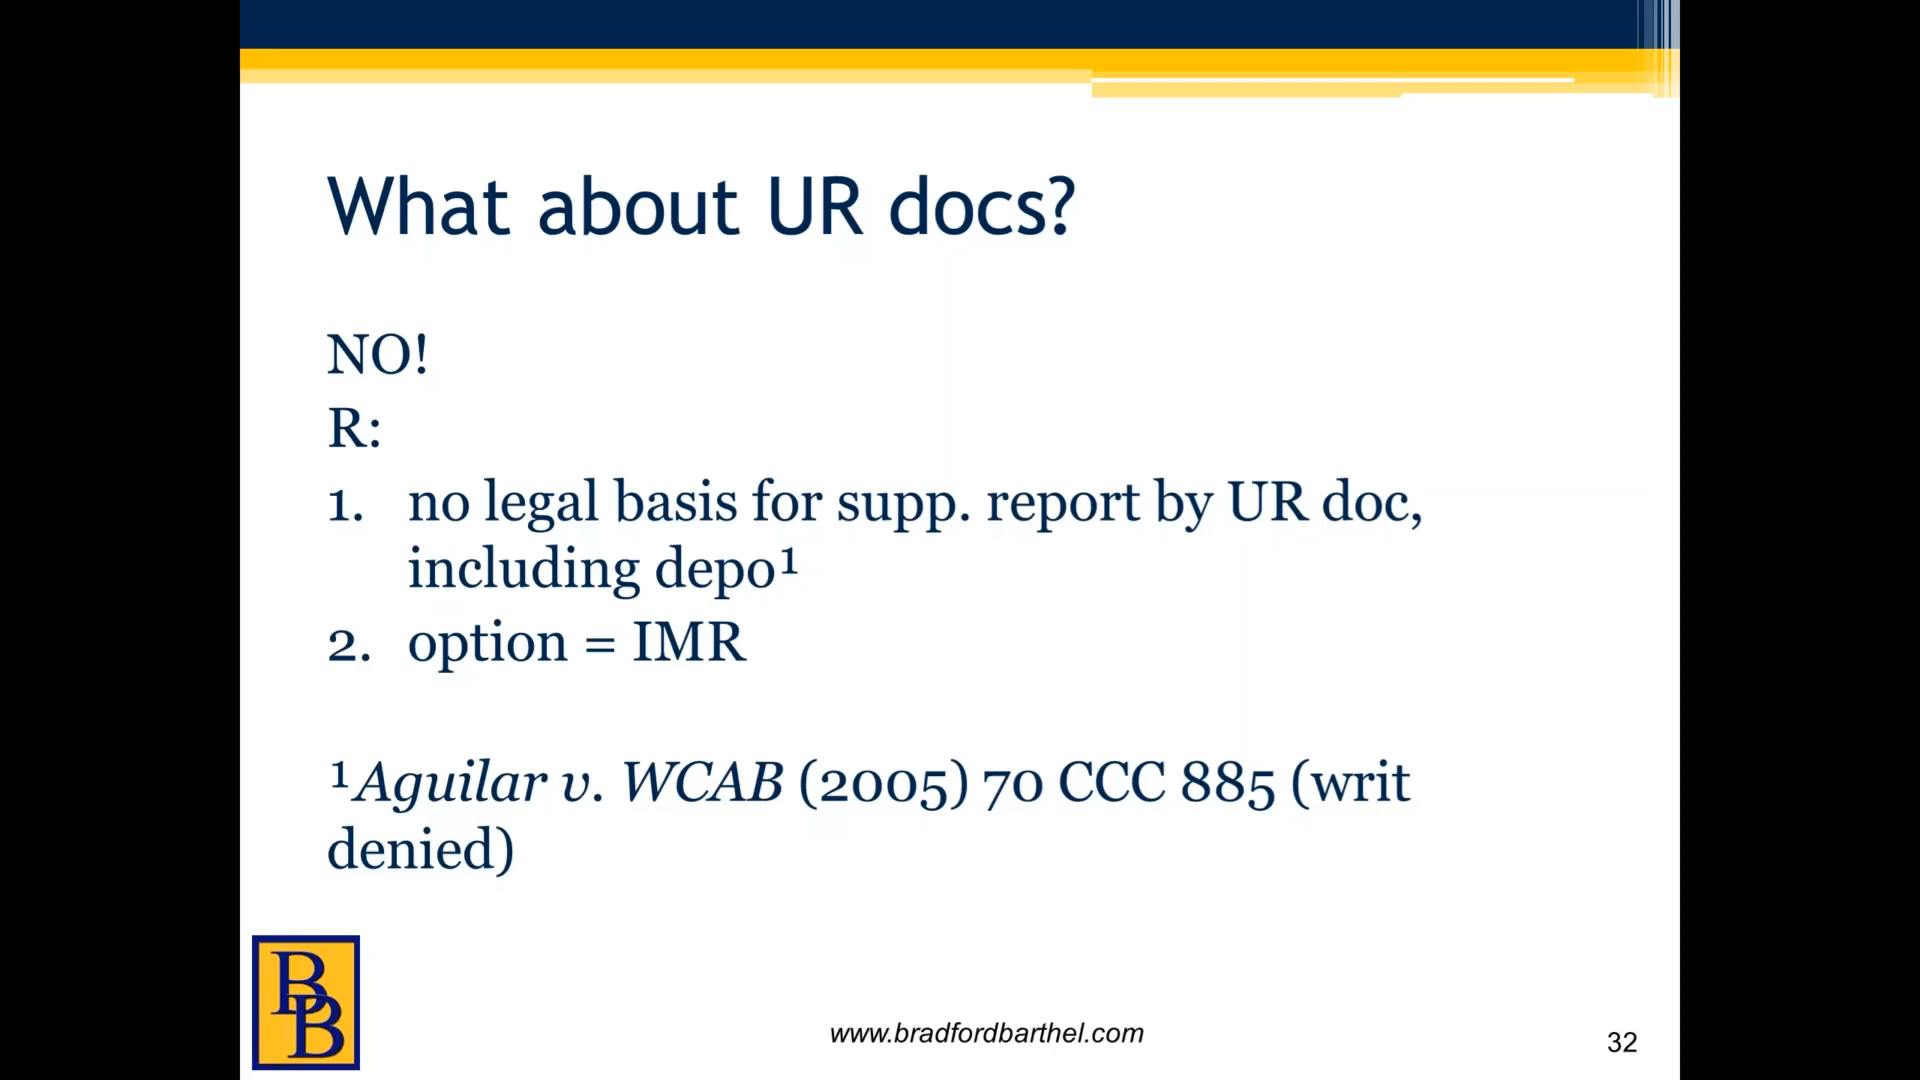 What about UR docs?
NO!
R:
1. no legal basis for supp. report by UR doc,
including depo¹
2. option = IMR
¹Aguilar v. WCAB (2005) 70 CCC 885 (writ
denied)
BB
www.bradfordbarthel.com
32